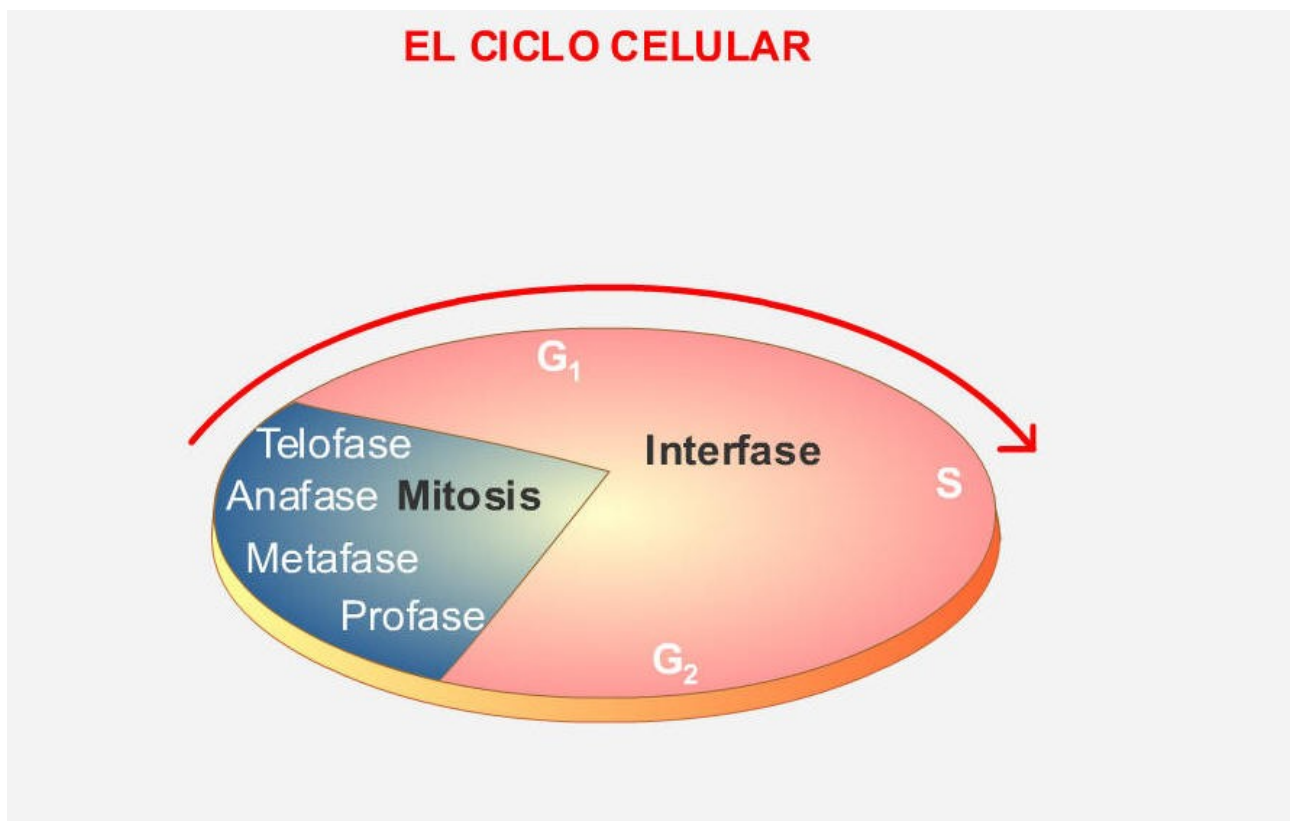 EL CICLO CELULAR
G₁
Telofase
Interfase
Anafase Mitosis
S
Metafase
Profase
G₂